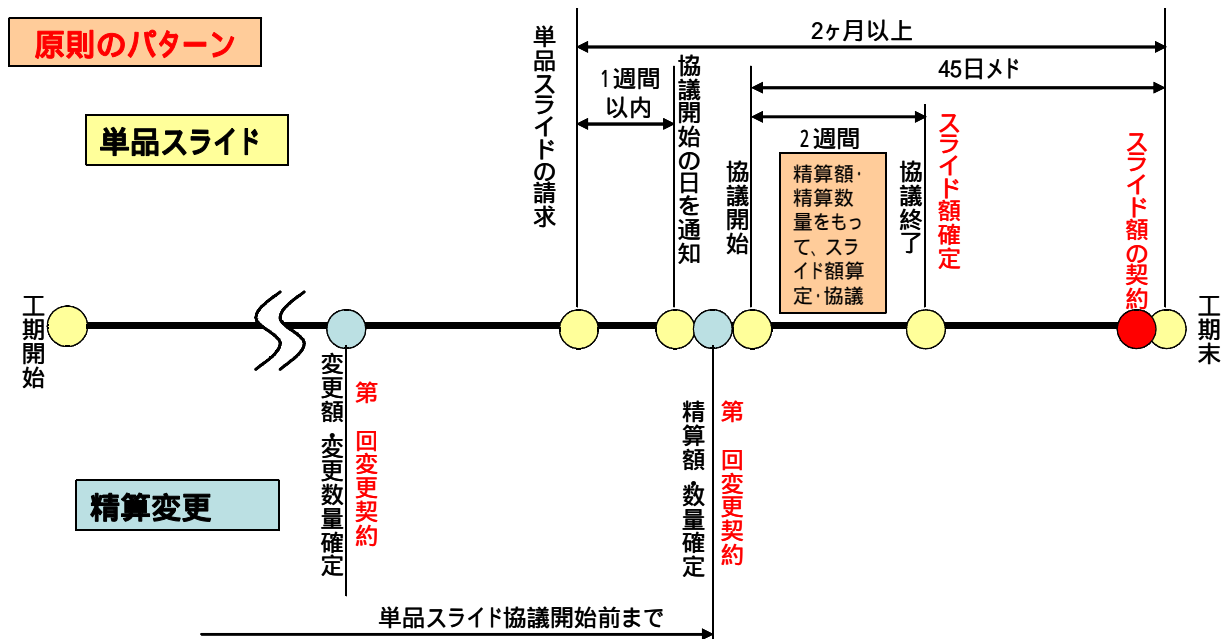 原則のパターン
単品スライド
2ヶ月以上
45日メド
1週間
以内
2週間
単品スライドの請求
協議開始の日を通知
協議開始
精算額・
精算数
量をもっ
て、スラ
イド額算
定・協議
協議終了
スライド額確定
スライド額の契約
工期開始
工期末
変更額・変更数量確定
第　回変更契約
精算額・数量確定
第　回変更契約
精算変更
単品スライド協議開始前まで